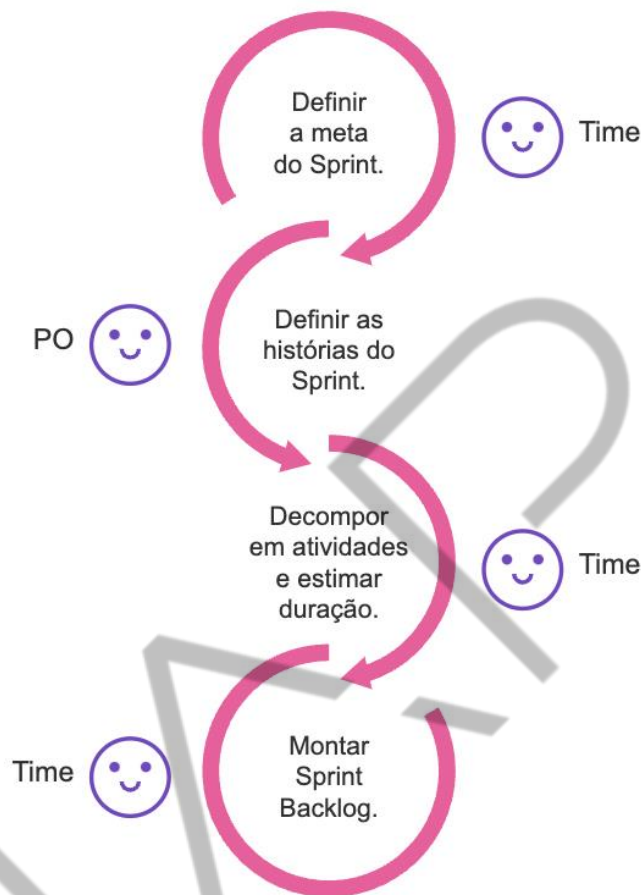 Definir
a meta
do Sprint.
Time
PO
Definir as
histórias do
Sprint.
Decompor
em atividades
e estimar
duração.
Time
Time
Montar
Sprint
Backlog.